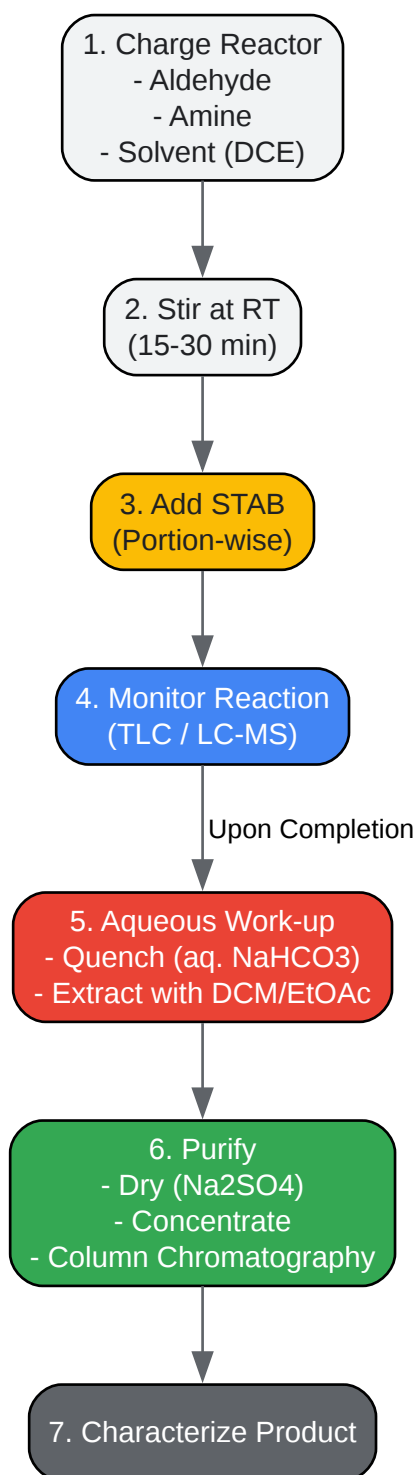 1. Charge Reactor
- Aldehyde
- Amine
- Solvent (DCE)
2. Stir at RT
(15-30 min)
3. Add STAB
(Portion-wise)
4. Monitor Reaction
(TLC / LC-MS)
Upon Completion
5. Aqueous Work-up
- Quench (aq. NaHCO3)
- Extract with DCM/EtOAc
6. Purify
- Dry (Na2SO4)
- Concentrate
- Column Chromatography
7. Characterize Product